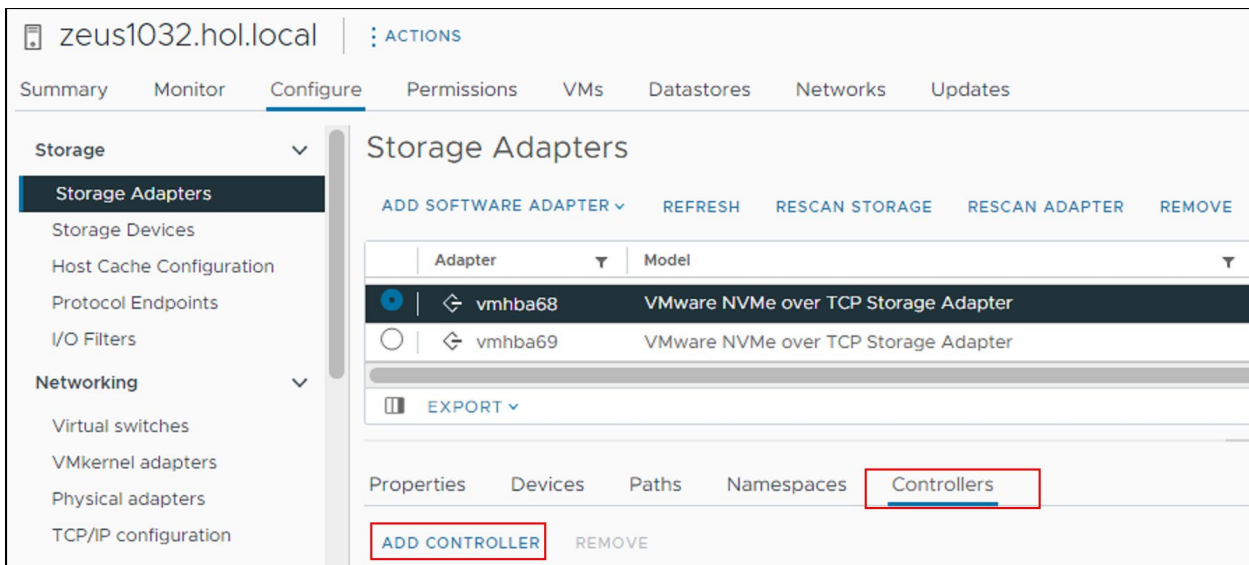 zeus1032.hol.local ACTIONS
Summary Monitor Configure Permissions VMs Datastores Networks Updates
Storage
Storage Adapters
Storage Devices
Host Cache Configuration
Protocol Endpoints
I/O Filters
Networking
Virtual switches
VMkernel adapters
Physical adapters
TCP/IP configuration
Storage Adapters
ADD SOFTWARE ADAPTER REFRESH RESCAN STORAGE RESCAN ADAPTER REMOVE
Adapter Model
vmhba68 VMware NVMe over TCP Storage Adapter
vmhba69 VMware NVMe over TCP Storage Adapter
EXPORT
Properties Devices Paths Namespaces Controllers
ADD CONTROLLER REMOVE